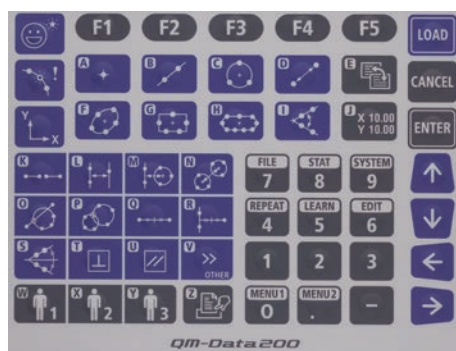 F1 F2 F3 F4 F5 LOAD
! A B C D E CANCEL
Y X F G H I J X 10.00 Y 10.00 ENTER
K L M N FILE 7 STAT 8 SYSTEM 9
O P Q R REPEAT 4 LEARN 5 EDIT 6
S T U V >> OTHER 1 2 3
W 1 X 2 Y 3 Z MENU1 0 MENU2 . −
QM-Data200